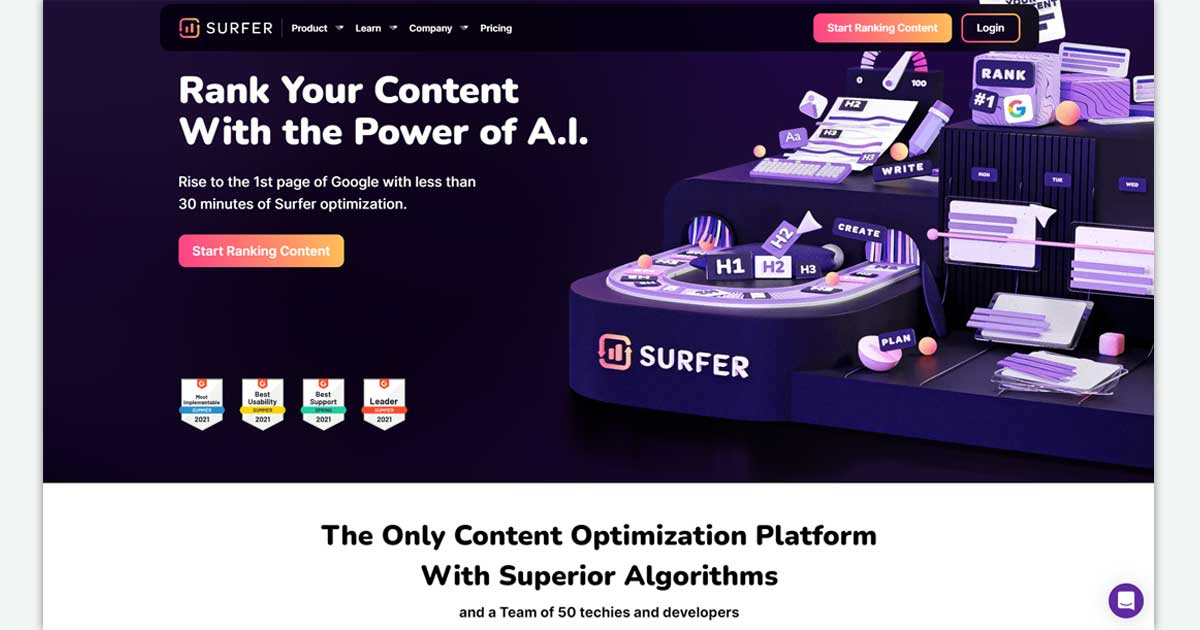 SURFER
Product
Learn
Company
Pricing
Start Ranking Content
Login
Rank Your Content
With the Power of A.I.
Rise to the 1st page of Google with less than
30 minutes of Surfer optimization.
Start Ranking Content
Most
Implementable
SUMMER
2021
Best
Usability
SUMMER
2021
Best
Support
SPRING
2021
Leader
SUMMER
2021
0
100
H2
H3
H3
Aa
WRITE
RANK
#1
G
MON
TUE
WED
CREATE
H2
H1
H2
H3
PLAN
SURFER
The Only Content Optimization Platform
With Superior Algorithms
and a Team of 50 techies and developers